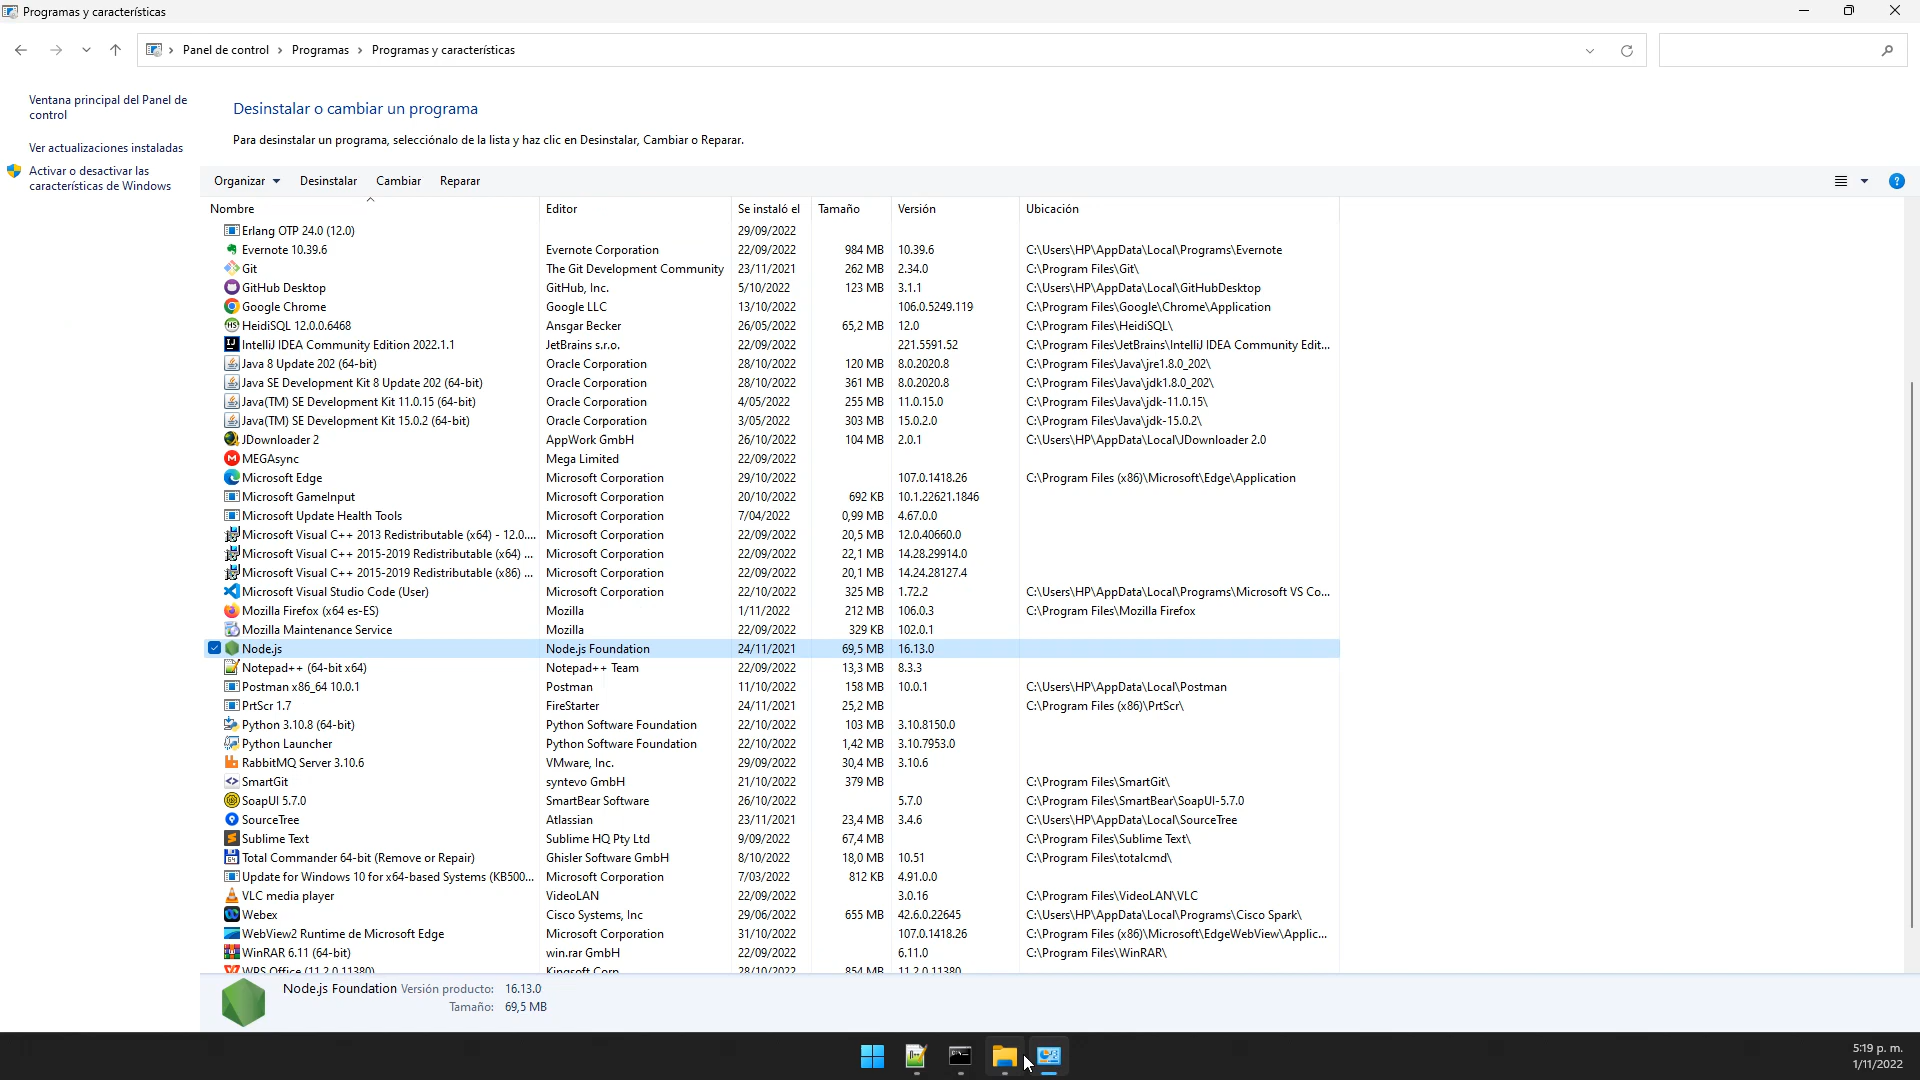 Programas y características
Panel de control > Programas > Programas y características
Ventana principal del Panel de control
Ver actualizaciones instaladas
Activar o desactivar las características de Windows
Desinstalar o cambiar un programa
Para desinstalar un programa, selecciónalo de la lista y haz clic en Desinstalar, Cambiar o Reparar.
Organizar Desinstalar Cambiar Reparar
Nombre Editor Se instaló el Tamaño Versión Ubicación
Erlang OTP 24.0 (12.0) 29/09/2022
Evernote 10.39.6 Evernote Corporation 22/09/2022 984 MB 10.39.6 C:\Users\HP\AppData\Local\Programs\Evernote
Git The Git Development Community 23/11/2021 262 MB 2.34.0 C:\Program Files\Git\
GitHub Desktop GitHub, Inc. 5/10/2022 123 MB 3.1.1 C:\Users\HP\AppData\Local\GitHubDesktop
Google Chrome Google LLC 13/10/2022 106.0.5249.119 C:\Program Files\Google\Chrome\Application
HeidiSQL 12.0.0.6468 Ansgar Becker 26/05/2022 65,2 MB 12.0 C:\Program Files\HeidiSQL\
IntelliJ IDEA Community Edition 2022.1.1 JetBrains s.r.o. 22/09/2022 221.5591.52 C:\Program Files\JetBrains\IntelliJ IDEA Community Edit...
Java 8 Update 202 (64-bit) Oracle Corporation 28/10/2022 120 MB 8.0.2020.8 C:\Program Files\Java\jre1.8.0_202\
Java SE Development Kit 8 Update 202 (64-bit) Oracle Corporation 28/10/2022 361 MB 8.0.2020.8 C:\Program Files\Java\jdk1.8.0_202\
Java(TM) SE Development Kit 11.0.15 (64-bit) Oracle Corporation 4/05/2022 255 MB 11.0.15.0 C:\Program Files\Java\jdk-11.0.15\
Java(TM) SE Development Kit 15.0.2 (64-bit) Oracle Corporation 3/05/2022 303 MB 15.0.2.0 C:\Program Files\Java\jdk-15.0.2\
JDownloader 2 AppWork GmbH 26/10/2022 104 MB 2.0.1 C:\Users\HP\AppData\Local\JDownloader 2.0
MEGAsync Mega Limited 22/09/2022
Microsoft Edge Microsoft Corporation 29/10/2022 107.0.1418.26 C:\Program Files (x86)\Microsoft\Edge\Application
Microsoft GameInput Microsoft Corporation 20/10/2022 692 KB 10.1.22621.1846
Microsoft Update Health Tools Microsoft Corporation 7/04/2022 0,99 MB 4.67.0.0
Microsoft Visual C++ 2013 Redistributable (x64) - 12.0.... Microsoft Corporation 22/09/2022 20,5 MB 12.0.40660.0
Microsoft Visual C++ 2015-2019 Redistributable (x64) ... Microsoft Corporation 22/09/2022 22,1 MB 14.28.29914.0
Microsoft Visual C++ 2015-2019 Redistributable (x86) ... Microsoft Corporation 22/09/2022 20,1 MB 14.24.28127.4
Microsoft Visual Studio Code (User) Microsoft Corporation 22/10/2022 325 MB 1.72.2 C:\Users\HP\AppData\Local\Programs\Microsoft VS Co...
Mozilla Firefox (x64 es-ES) Mozilla 1/11/2022 212 MB 106.0.3 C:\Program Files\Mozilla Firefox
Mozilla Maintenance Service Mozilla 22/09/2022 329 KB 102.0.1
Node.js Node.js Foundation 24/11/2021 69,5 MB 16.13.0
Notepad++ (64-bit x64) Notepad++ Team 22/09/2022 13,3 MB 8.3.3
Postman x86_64 10.0.1 Postman 11/10/2022 158 MB 10.0.1 C:\Users\HP\AppData\Local\Postman
PrtScr 1.7 FireStarter 24/11/2021 25,2 MB C:\Program Files (x86)\PrtScr\
Python 3.10.8 (64-bit) Python Software Foundation 22/10/2022 103 MB 3.10.8150.0
Python Launcher Python Software Foundation 22/10/2022 1,42 MB 3.10.7953.0
RabbitMQ Server 3.10.6 VMware, Inc. 29/09/2022 30,4 MB 3.10.6
SmartGit syntevo GmbH 21/10/2022 379 MB C:\Program Files\SmartGit\
SoapUI 5.7.0 SmartBear Software 26/10/2022 5.7.0 C:\Program Files\SmartBear\SoapUI-5.7.0
SourceTree Atlassian 23/11/2021 23,4 MB 3.4.6 C:\Users\HP\AppData\Local\SourceTree
Sublime Text Sublime HQ Pty Ltd 9/09/2022 67,4 MB C:\Program Files\Sublime Text\
Total Commander 64-bit (Remove or Repair) Ghisler Software GmbH 8/10/2022 18,0 MB 10.51 C:\Program Files\totalcmd\
Update for Windows 10 for x64-based Systems (KB500... Microsoft Corporation 7/03/2022 812 KB 4.91.0.0
VLC media player VideoLAN 22/09/2022 3.0.16 C:\Program Files\VideoLAN\VLC
Webex Cisco Systems, Inc 29/06/2022 655 MB 42.6.0.22645 C:\Users\HP\AppData\Local\Programs\Cisco Spark\
WebView2 Runtime de Microsoft Edge Microsoft Corporation 31/10/2022 107.0.1418.26 C:\Program Files (x86)\Microsoft\EdgeWebView\Applic...
WinRAR 6.11 (64-bit) win.rar GmbH 22/09/2022 6.11.0 C:\Program Files\WinRAR\
WPS Office (11.2.0.11380) Kingsoft Corp. 28/10/2022 854 MB 11.2.0.11380
Node.js Foundation Versión producto: 16.13.0
Tamaño: 69,5 MB
5:19 p. m.
1/11/2022